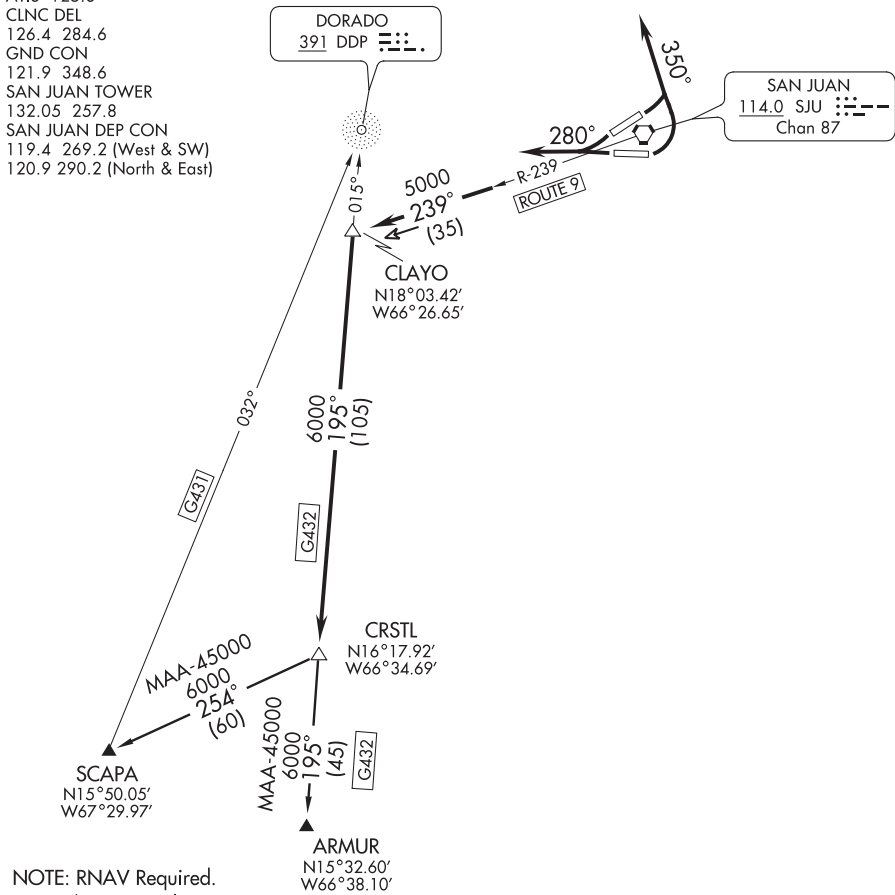 CLNC DEL
126.4 284.6
GND CON
121.9 348.6
SAN JUAN TOWER
132.05 257.8
SAN JUAN DEP CON
119.4 269.2 (West & SW)
120.9 290.2 (North & East)
DORADO
391 DDP
350°
SAN JUAN
114.0 SJU
Chan 87
280°
R-239
ROUTE 9
5000
239°
(35)
015°
CLAYO
N18°03.42'
W66°26.65'
032°
G431
6000
195°
(105)
G432
CRSTL
N16°17.92'
W66°34.69'
MAA-45000
6000
254°
(60)
MAA-45000
6000
195°
(45)
G432
SCAPA
N15°50.05'
W67°29.97'
ARMUR
N15°32.60'
W66°38.10'
NOTE: RNAV Required.